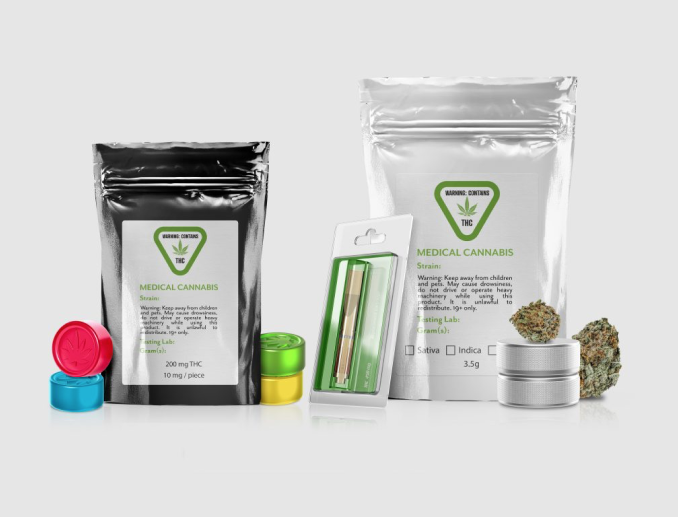 WARNING: CONTAINS
THC
MEDICAL CANNABIS
Strain:
Warning: Keep away from children
and pets. May cause drowsiness,
do not drive or operate heavy
machinery while using this
product. It is unlawful to
redistribute. 19+ only.
Testing Lab:
Gram(s):
200 mg THC
10 mg / piece
WARNING: CONTAINS
THC
MEDICAL CANNABIS
Strain:
Warning: Keep away from children
and pets. May cause drowsiness,
do not drive or operate heavy
machinery while using this
product. It is unlawful to
redistribute. 19+ only.
Testing Lab:
Gram(s):
Sativa Indica
3.5g